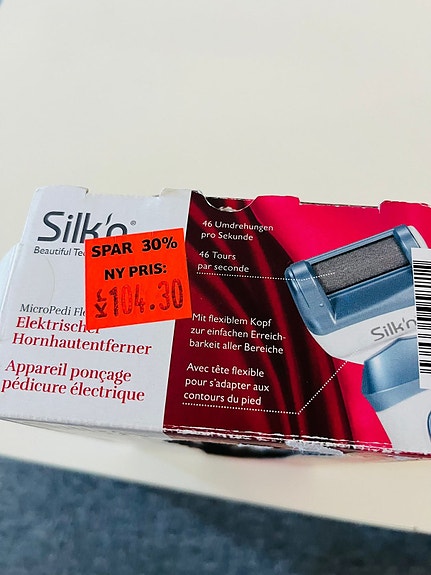 Silk'n®
Beautiful
SPAR 30%
NY PRIS:
Kr 104.30
MicroPedi
Elektrischer
Hornhautentferner
Appareil ponçage
pédicure électrique
46 Umdrehungen
pro Sekunde
46 Tours
par seconde
Mit flexiblem Kopf
zur einfachen Erreich-
barkeit aller Bereiche
Avec tête flexible
pour s'adapter aux
contours du pied
Silk'n